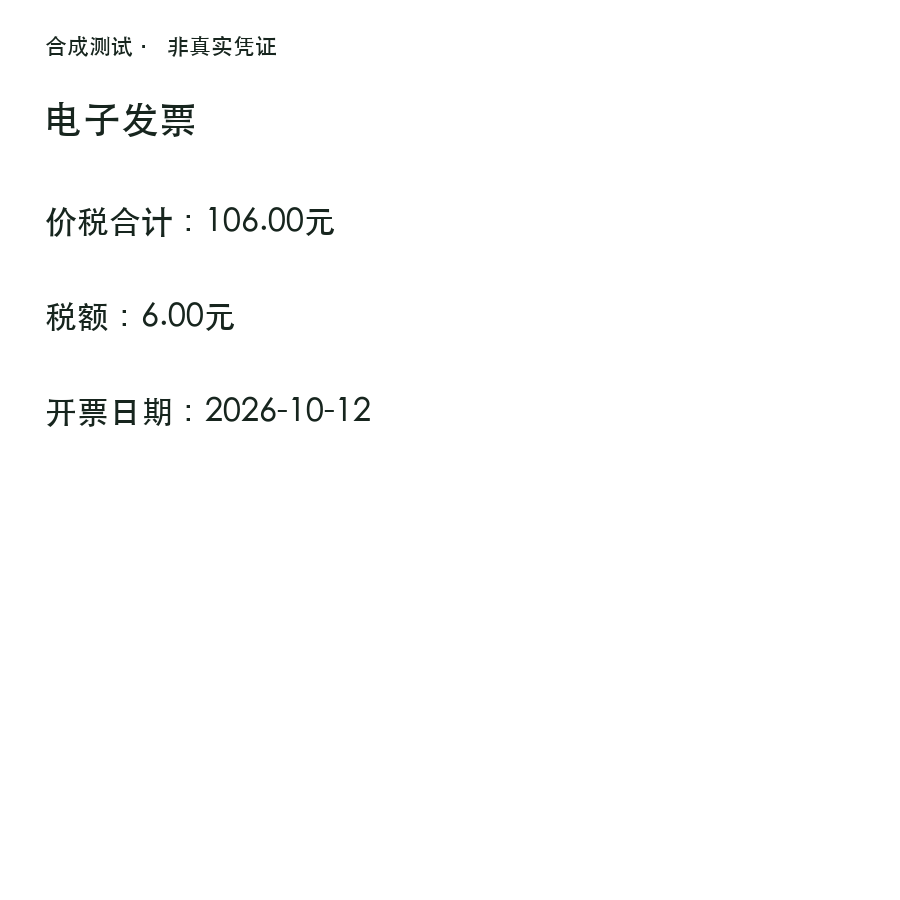 合成测试 · 非真实凭证
电子发票
价税合计：106.00元
税额：6.00元
开票日期：2026-10-12